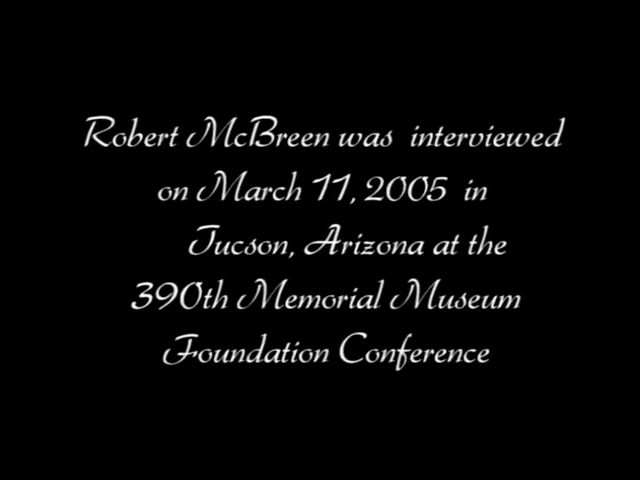 Robert McBreen was interviewed
on March 11, 2005 in
Tucson, Arizona at the
390th Memorial Museum
Foundation Conference